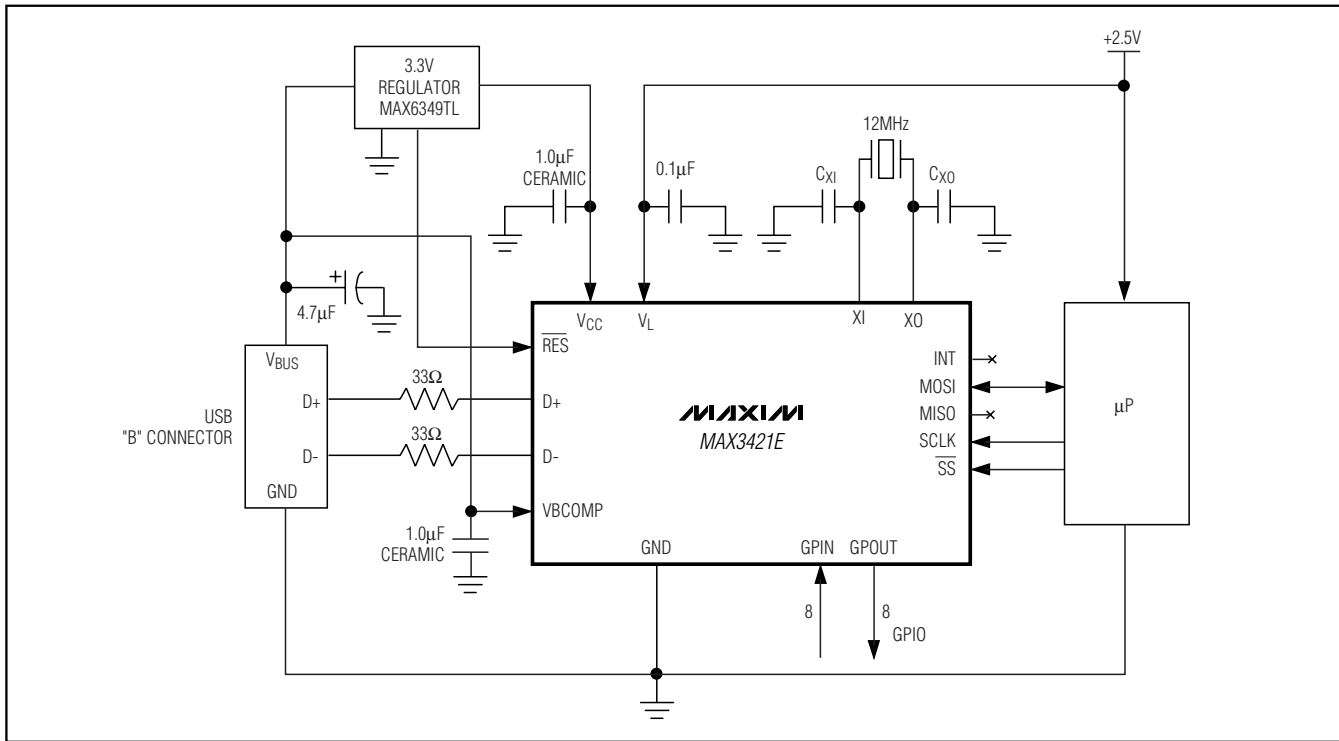 +2.5V
3.3V
REGULATOR
MAX6349TL
12MHz
1.0μF
CERAMIC
0.1μF
CXI
CXO
+
4.7μF
VCC
VL
XI
XO
RES
VBUS
D+
D-
GND
USB
"B" CONNECTOR
33Ω
33Ω
D+
D-
VBCOMP
1.0μF
CERAMIC
MAXIM
MAX3421E
INT
MOSI
MISO
SCLK
SS
μP
GND
GPIN
GPOUT
8
8
GPIO